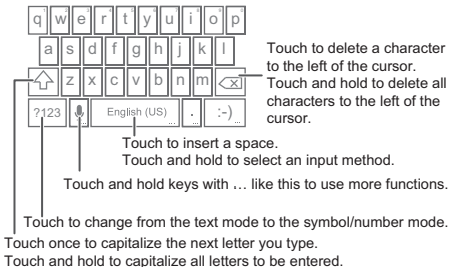 q w e r t y u i o p
a s d f g h j k l
Touch to delete a character
to the left of the cursor.
z x c v b n m
Touch and hold to delete all
characters to the left of the
cursor.
?123 English (US) . :-)
Touch to insert a space.
Touch and hold to select an input method.
Touch and hold keys with … like this to use more functions.
Touch to change from the text mode to the symbol/number mode.
Touch once to capitalize the next letter you type.
Touch and hold to capitalize all letters to be entered.